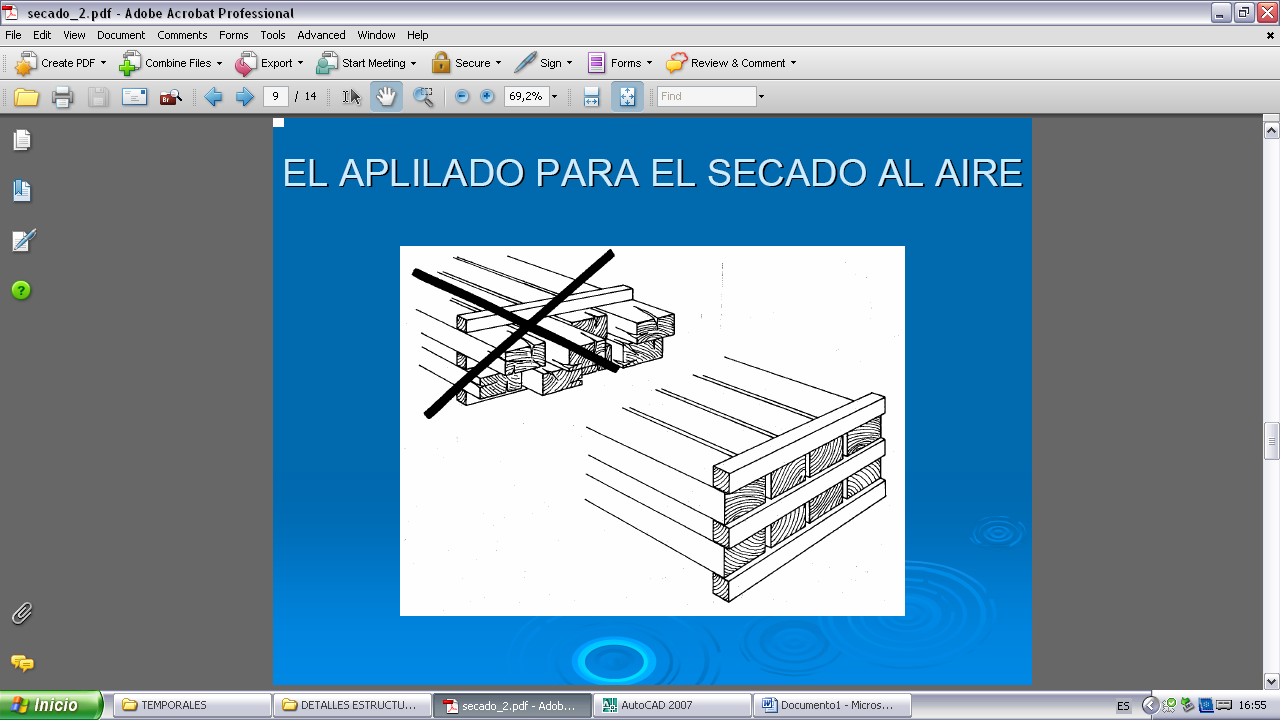 secado_2.pdf - Adobe Acrobat Professional
File Edit View Document Comments Forms Tools Advanced Window Help
Create PDF Combine Files Export Start Meeting Secure Sign Forms Review & Comment
Br 9 / 14 69,2% Find
EL APLILADO PARA EL SECADO AL AIRE
?
Inicio TEMPORALES DETALLES ESTRUCTU... secado_2.pdf - Adob... AutoCAD 2007 Documento1 - Micros... ES 16:55